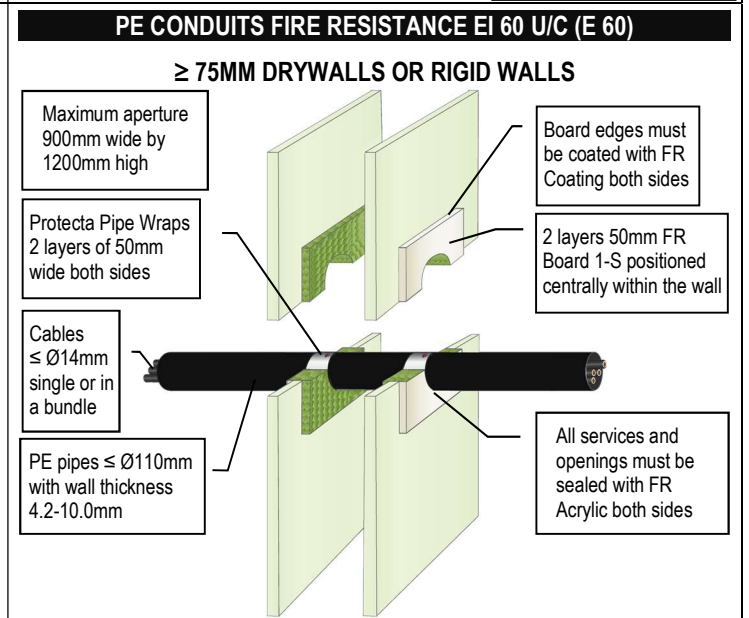 PE CONDUITS FIRE RESISTANCE EI 60 U/C (E 60)
≥ 75MM DRYWALLS OR RIGID WALLS
Maximum aperture
900mm wide by
1200mm high
Protecta Pipe Wraps
2 layers of 50mm
wide both sides
Cables
≤ Ø14mm
single or in
a bundle
PE pipes ≤ Ø110mm
with wall thickness
4.2-10.0mm
Board edges must
be coated with FR
Coating both sides
2 layers 50mm FR
Board 1-S positioned
centrally within the wall
All services and
openings must be
sealed with FR
Acrylic both sides